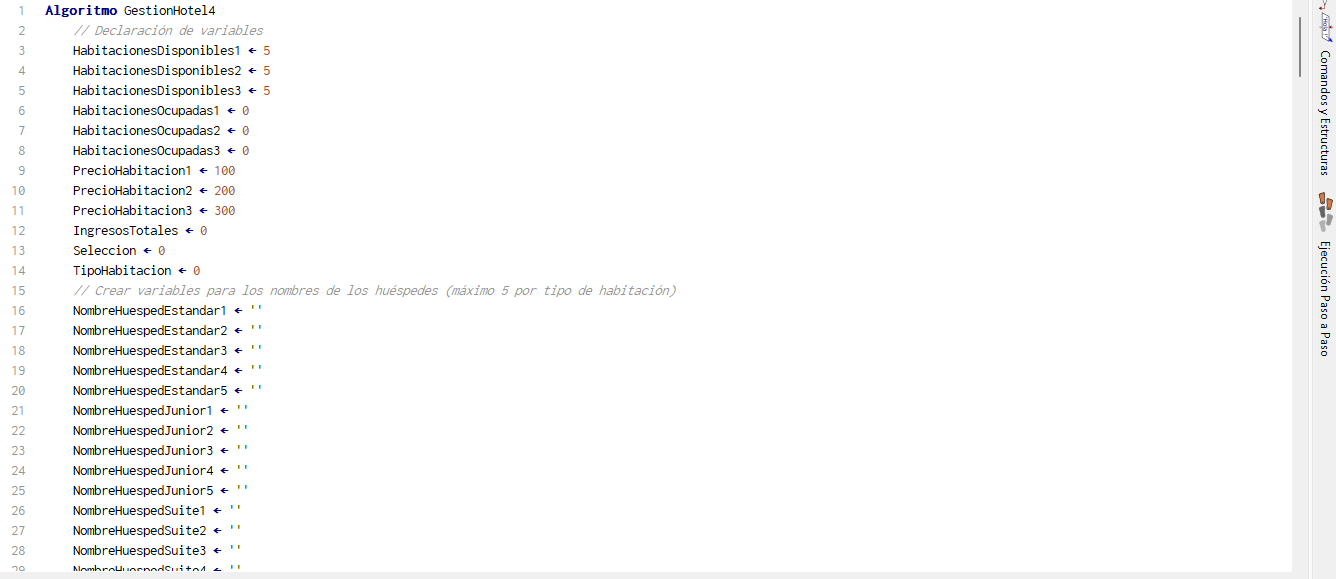 1 Algoritmo GestionHotel4
2 // Declaración de variables
3 HabitacionesDisponibles1 ← 5
4 HabitacionesDisponibles2 ← 5
5 HabitacionesDisponibles3 ← 5
6 HabitacionesOcupadas1 ← 0
7 HabitacionesOcupadas2 ← 0
8 HabitacionesOcupadas3 ← 0
9 PrecioHabitacion1 ← 100
10 PrecioHabitacion2 ← 200
11 PrecioHabitacion3 ← 300
12 IngresosTotales ← 0
13 Seleccion ← 0
14 TipoHabitacion ← 0
15 // Crear variables para los nombres de los huéspedes (máximo 5 por tipo de habitación)
16 NombreHuespedEstandar1 ← ''
17 NombreHuespedEstandar2 ← ''
18 NombreHuespedEstandar3 ← ''
19 NombreHuespedEstandar4 ← ''
20 NombreHuespedEstandar5 ← ''
21 NombreHuespedJunior1 ← ''
22 NombreHuespedJunior2 ← ''
23 NombreHuespedJunior3 ← ''
24 NombreHuespedJunior4 ← ''
25 NombreHuespedJunior5 ← ''
26 NombreHuespedSuite1 ← ''
27 NombreHuespedSuite2 ← ''
28 NombreHuespedSuite3 ← ''
29 NombreHuespedSuite4 ← ''
Comandos y Estructuras
Ejecución Paso a Paso